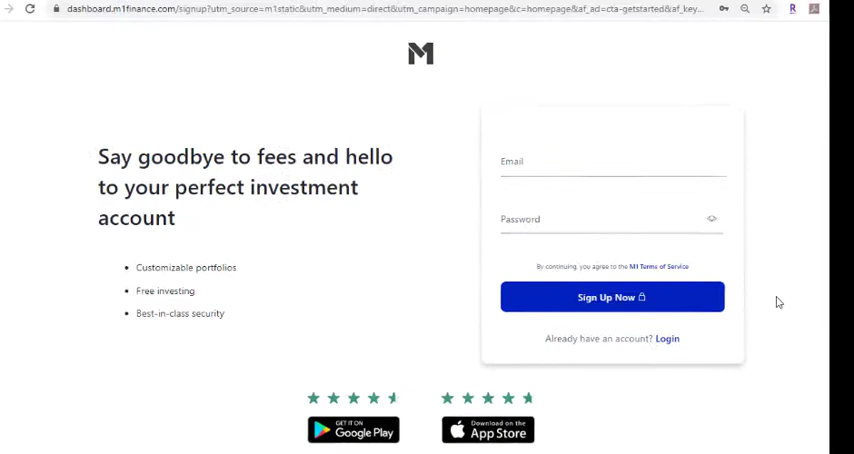 dashboard.m1finance.com/signup?utm_source=m1static&utm_medium=direct&utm_campaign=homepage&c=homepage&af_ad=cta-getstarted&af_key...
M
Say goodbye to fees and hello
to your perfect investment
account
Customizable portfolios
Free investing
Best-in-class security
Email
Password
By continuing, you agree to the M1 Terms of Service
Sign Up Now
Already have an account? Login
GET IT ON
Google Play
Download on the
App Store
R